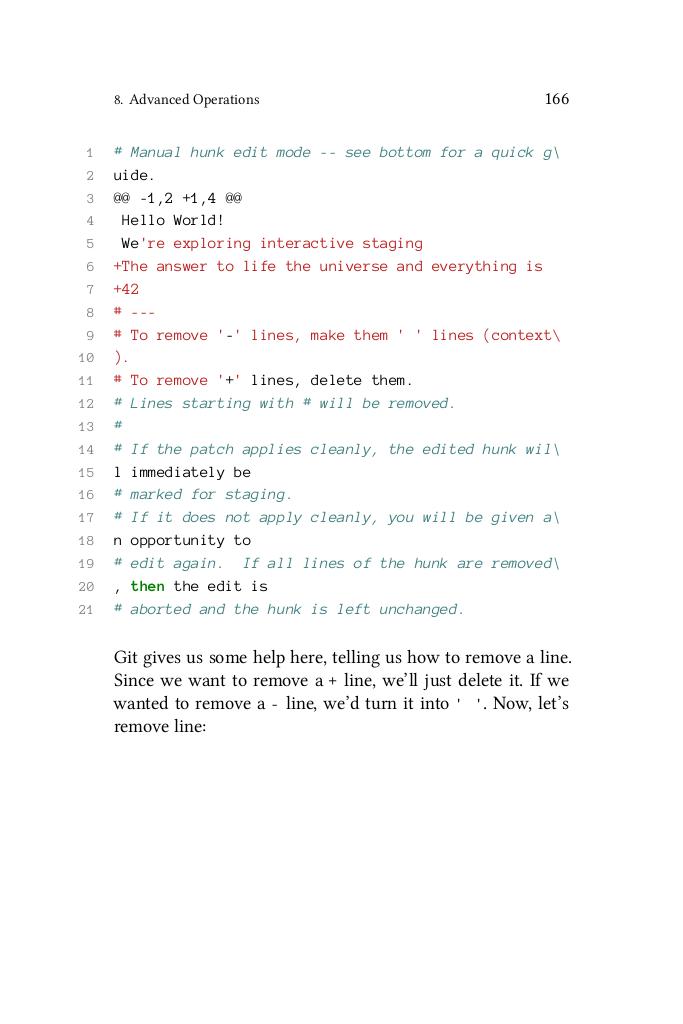 8. Advanced Operations 166
1 # Manual hunk edit mode -- see bottom for a quick g\
2 uide.
3 @@ -1,2 +1,4 @@
4  Hello World!
5  We're exploring interactive staging
6 +The answer to life the universe and everything is
7 +42
8 # ---
9 # To remove '-' lines, make them ' ' lines (context\
10 ).
11 # To remove '+' lines, delete them.
12 # Lines starting with # will be removed.
13 #
14 # If the patch applies cleanly, the edited hunk wil\
15 l immediately be
16 # marked for staging.
17 # If it does not apply cleanly, you will be given a\
18 n opportunity to
19 # edit again.  If all lines of the hunk are removed\
20 , then the edit is
21 # aborted and the hunk is left unchanged.
Git gives us some help here, telling us how to remove a line.
Since we want to remove a + line, we’ll just delete it. If we
wanted to remove a - line, we’d turn it into ' '. Now, let’s
remove line: